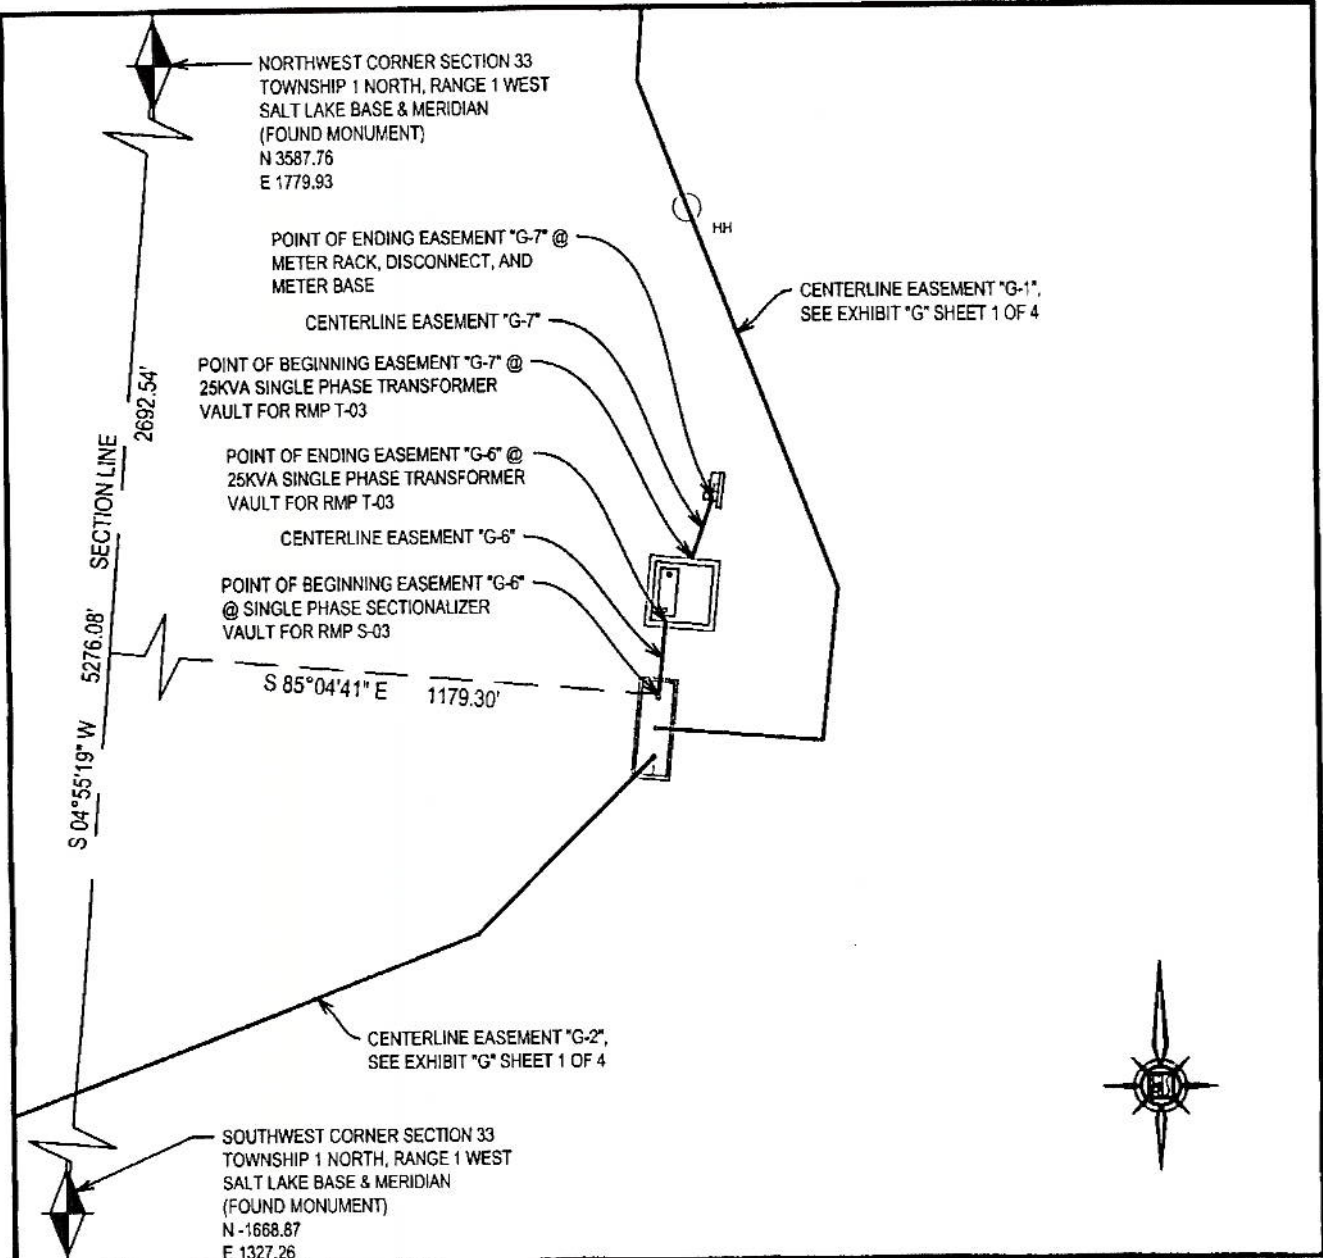 NORTHWEST CORNER SECTION 33
TOWNSHIP 1 NORTH, RANGE 1 WEST
SALT LAKE BASE & MERIDIAN
(FOUND MONUMENT)
N 3587.76
E 1779.93
HH
POINT OF ENDING EASEMENT "G-7" @
METER RACK, DISCONNECT, AND
METER BASE
CENTERLINE EASEMENT "G-1",
SEE EXHIBIT "G" SHEET 1 OF 4
CENTERLINE EASEMENT "G-7"
POINT OF BEGINNING EASEMENT "G-7" @
25KVA SINGLE PHASE TRANSFORMER
VAULT FOR RMP T-03
2692.54'
POINT OF ENDING EASEMENT "G-6" @
25KVA SINGLE PHASE TRANSFORMER
VAULT FOR RMP T-03
CENTERLINE EASEMENT "G-6"
POINT OF BEGINNING EASEMENT "G-6"
@ SINGLE PHASE SECTIONALIZER
VAULT FOR RMP S-03
S 04°55'19" W 5276.08' SECTION LINE
S 85°04'41" E 1179.30'
CENTERLINE EASEMENT "G-2",
SEE EXHIBIT "G" SHEET 1 OF 4
SOUTHWEST CORNER SECTION 33
TOWNSHIP 1 NORTH, RANGE 1 WEST
SALT LAKE BASE & MERIDIAN
(FOUND MONUMENT)
N -1668.87
E 1327.26